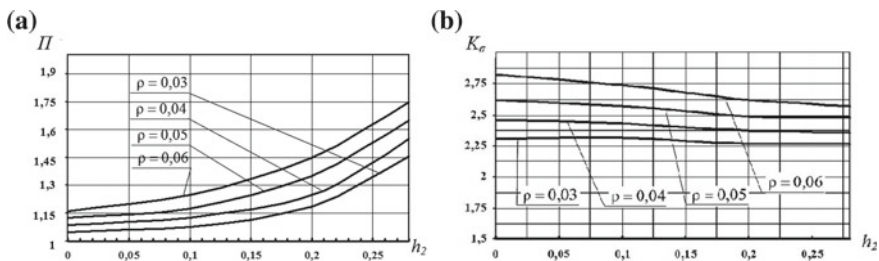 (a)
Π
1,9
1,75
1,6
1,45
1,3
1,15
1
ρ = 0,03
ρ = 0,04
ρ = 0,05
ρ = 0,06
0
0,05
0,1
0,15
0,2
0,25
h₂
(b)
Kσ
2,75
2,5
2,25
2
1,75
1,5
ρ = 0,03
ρ = 0,04
ρ = 0,05
ρ = 0,06
0
0,05
0,1
0,15
0,2
0,25
h₂